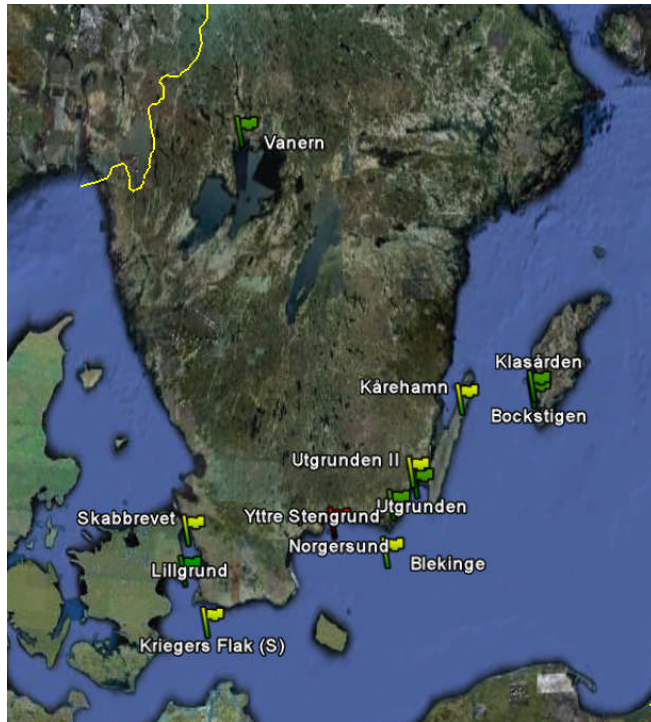 Vanern
Klasården
Kårehamn
Bockstigen
Utgrunden II
Utgrunden
Yttre Stengrund
Skabbrevet
Norgersund
Blekinge
Lillgrund
Kriegers Flak (S)